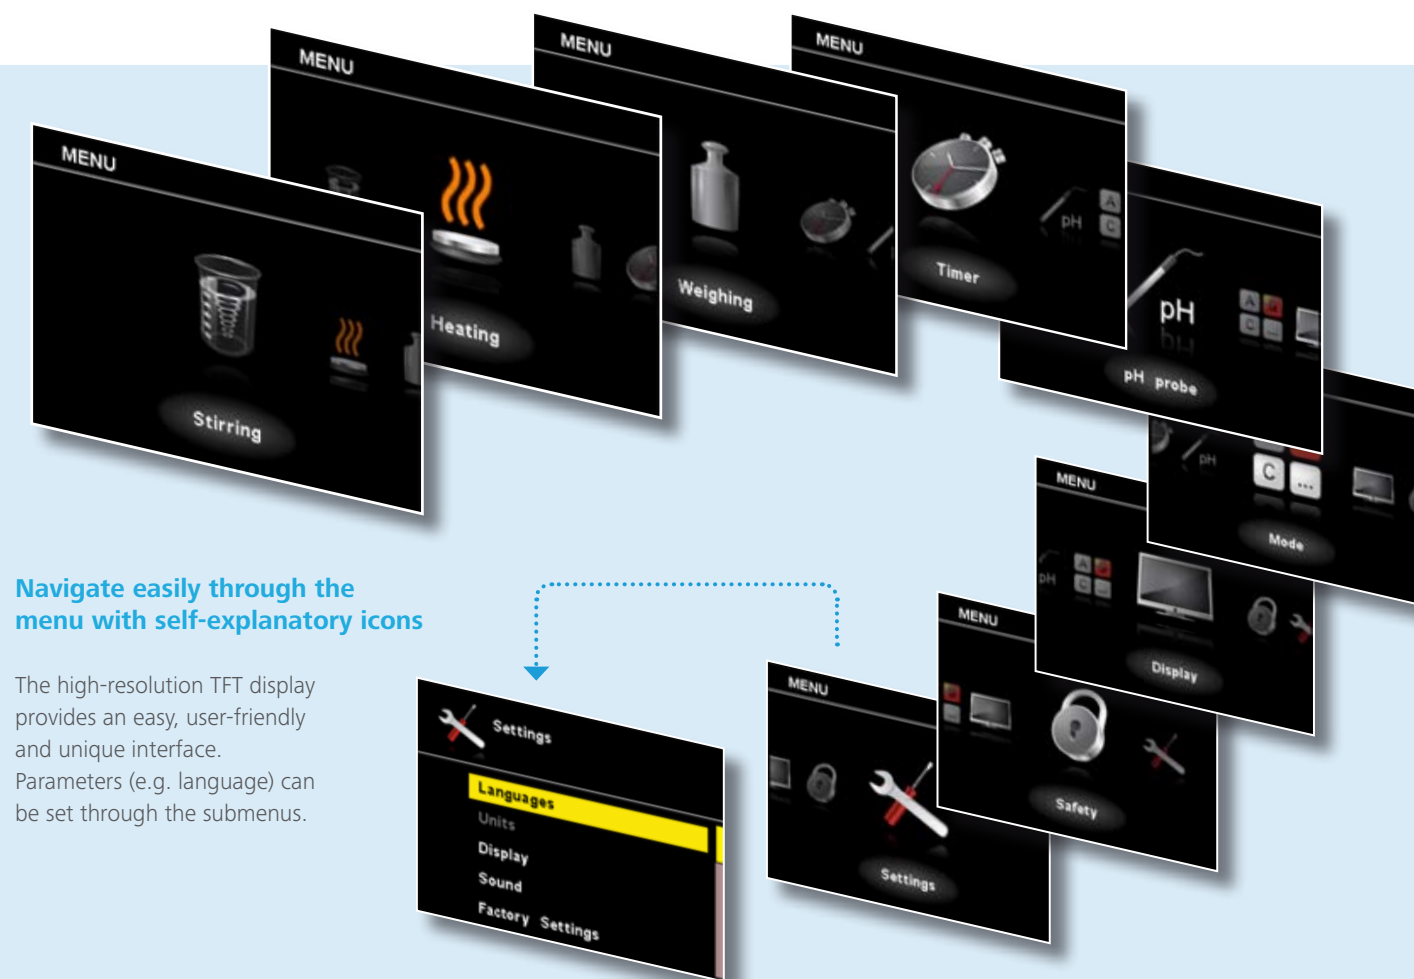 MENU
Stirring
MENU
Heating
MENU
Weighing
MENU
pH
A
C
Timer
pH
A
C ...
pH probe
pH
C ...
Mode
MENU
pH
A
C ...
Display
MENU
...
Safety
MENU
Settings
Navigate easily through the
menu with self-explanatory icons
The high-resolution TFT display
provides an easy, user-friendly
and unique interface.
Parameters (e.g. language) can
be set through the submenus.
Settings
Languages
Units
Display
Sound
Factory Settings